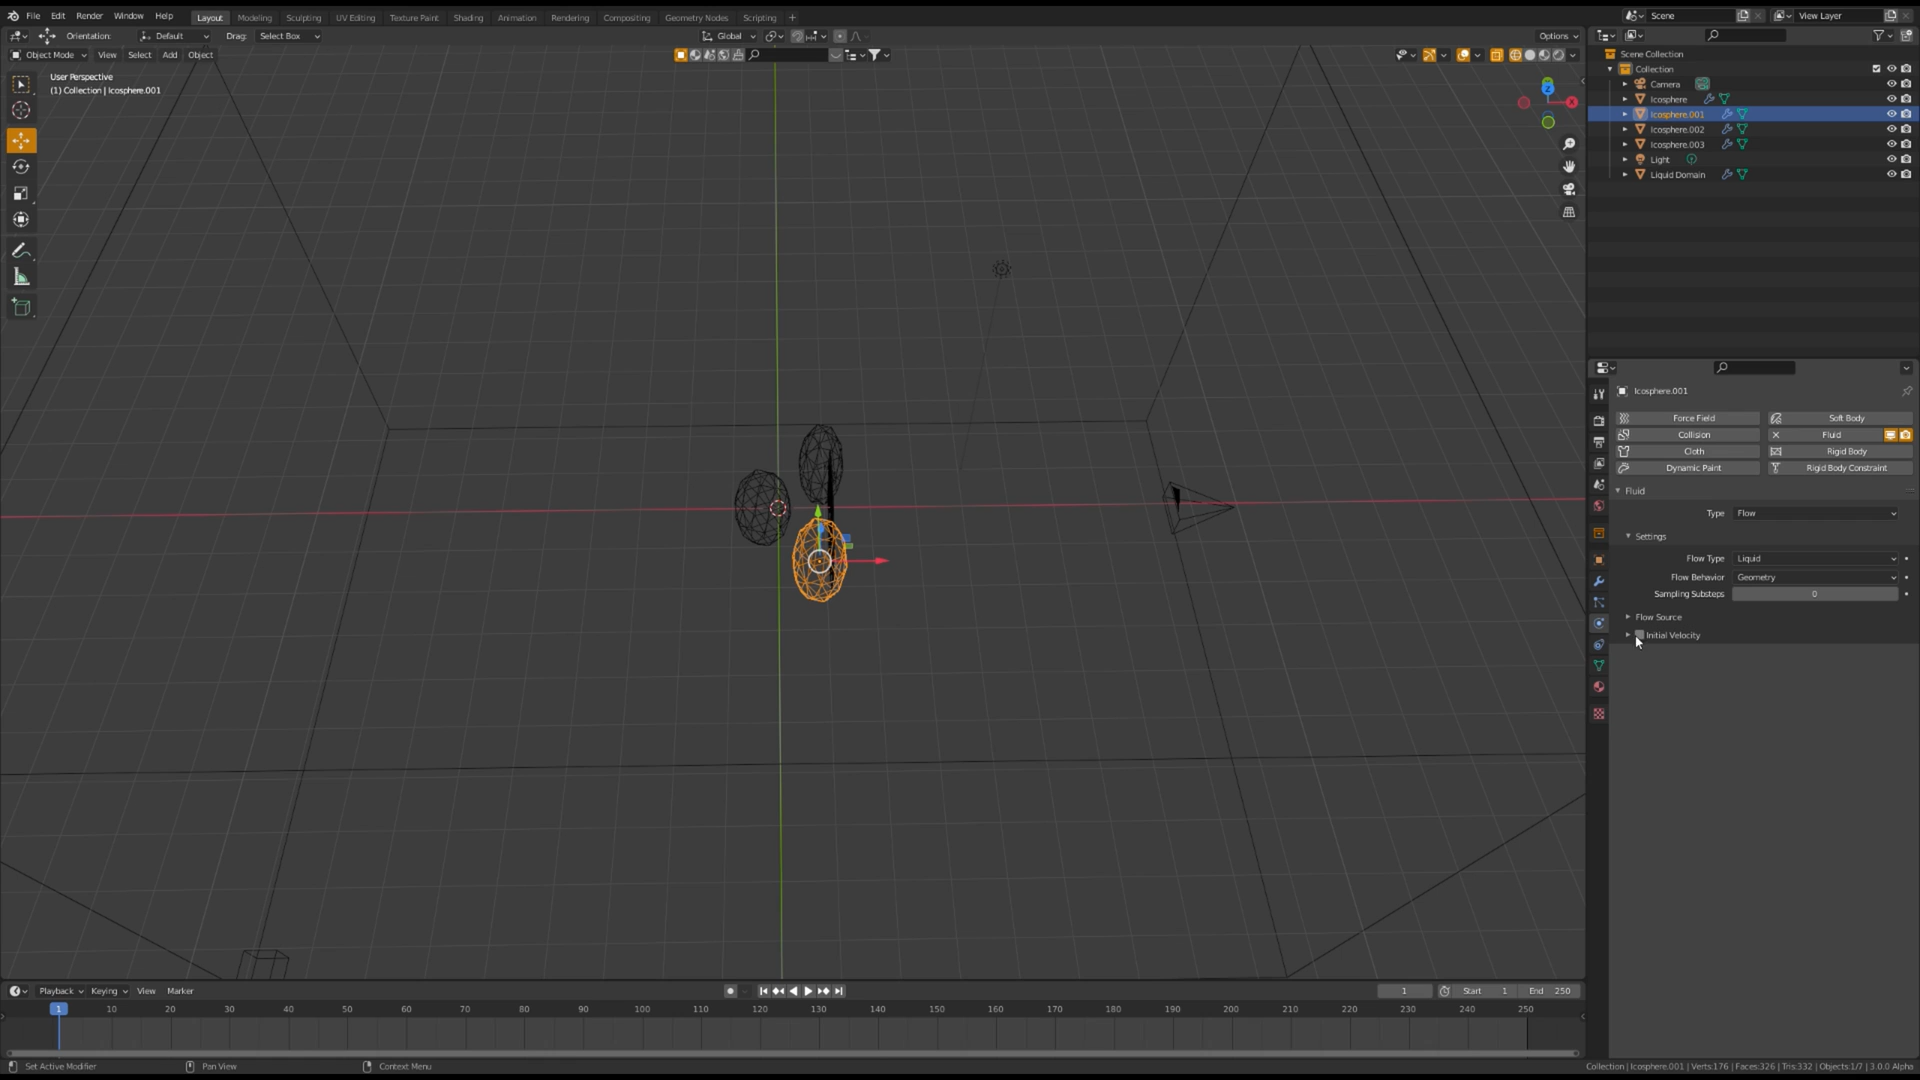 File Edit Render Window Help Layout Modeling Sculpting UV Editing Texture Paint Shading Animation Rendering Compositing Geometry Nodes Scripting + Scene View Layer
Orientation: Default Drag: Select Box Global Options
Object Mode View Select Add Object
User Perspective
(1) Collection | Icosphere.001
Z
X
Scene Collection
Collection
Camera
Icosphere
Icosphere.001
Icosphere.002
Icosphere.003
Light
Liquid Domain
Icosphere.001
Force Field Soft Body
Collision Fluid
Cloth Rigid Body
Dynamic Paint Rigid Body Constraint
Fluid
Type Flow
Settings
Flow Type Liquid
Flow Behavior Geometry
Sampling Substeps 0
Flow Source
Initial Velocity
Playback Keying View Marker 1 Start 1 End 250
1 10 20 30 40 50 60 70 80 90 100 110 120 130 140 150 160 170 180 190 200 210 220 230 240 250
Set Active Modifier Pan View Context Menu Collection | Icosphere.001 | Verts:176 | Faces:326 | Tris:332 | Objects:1/7 | 3.0.0 Alpha